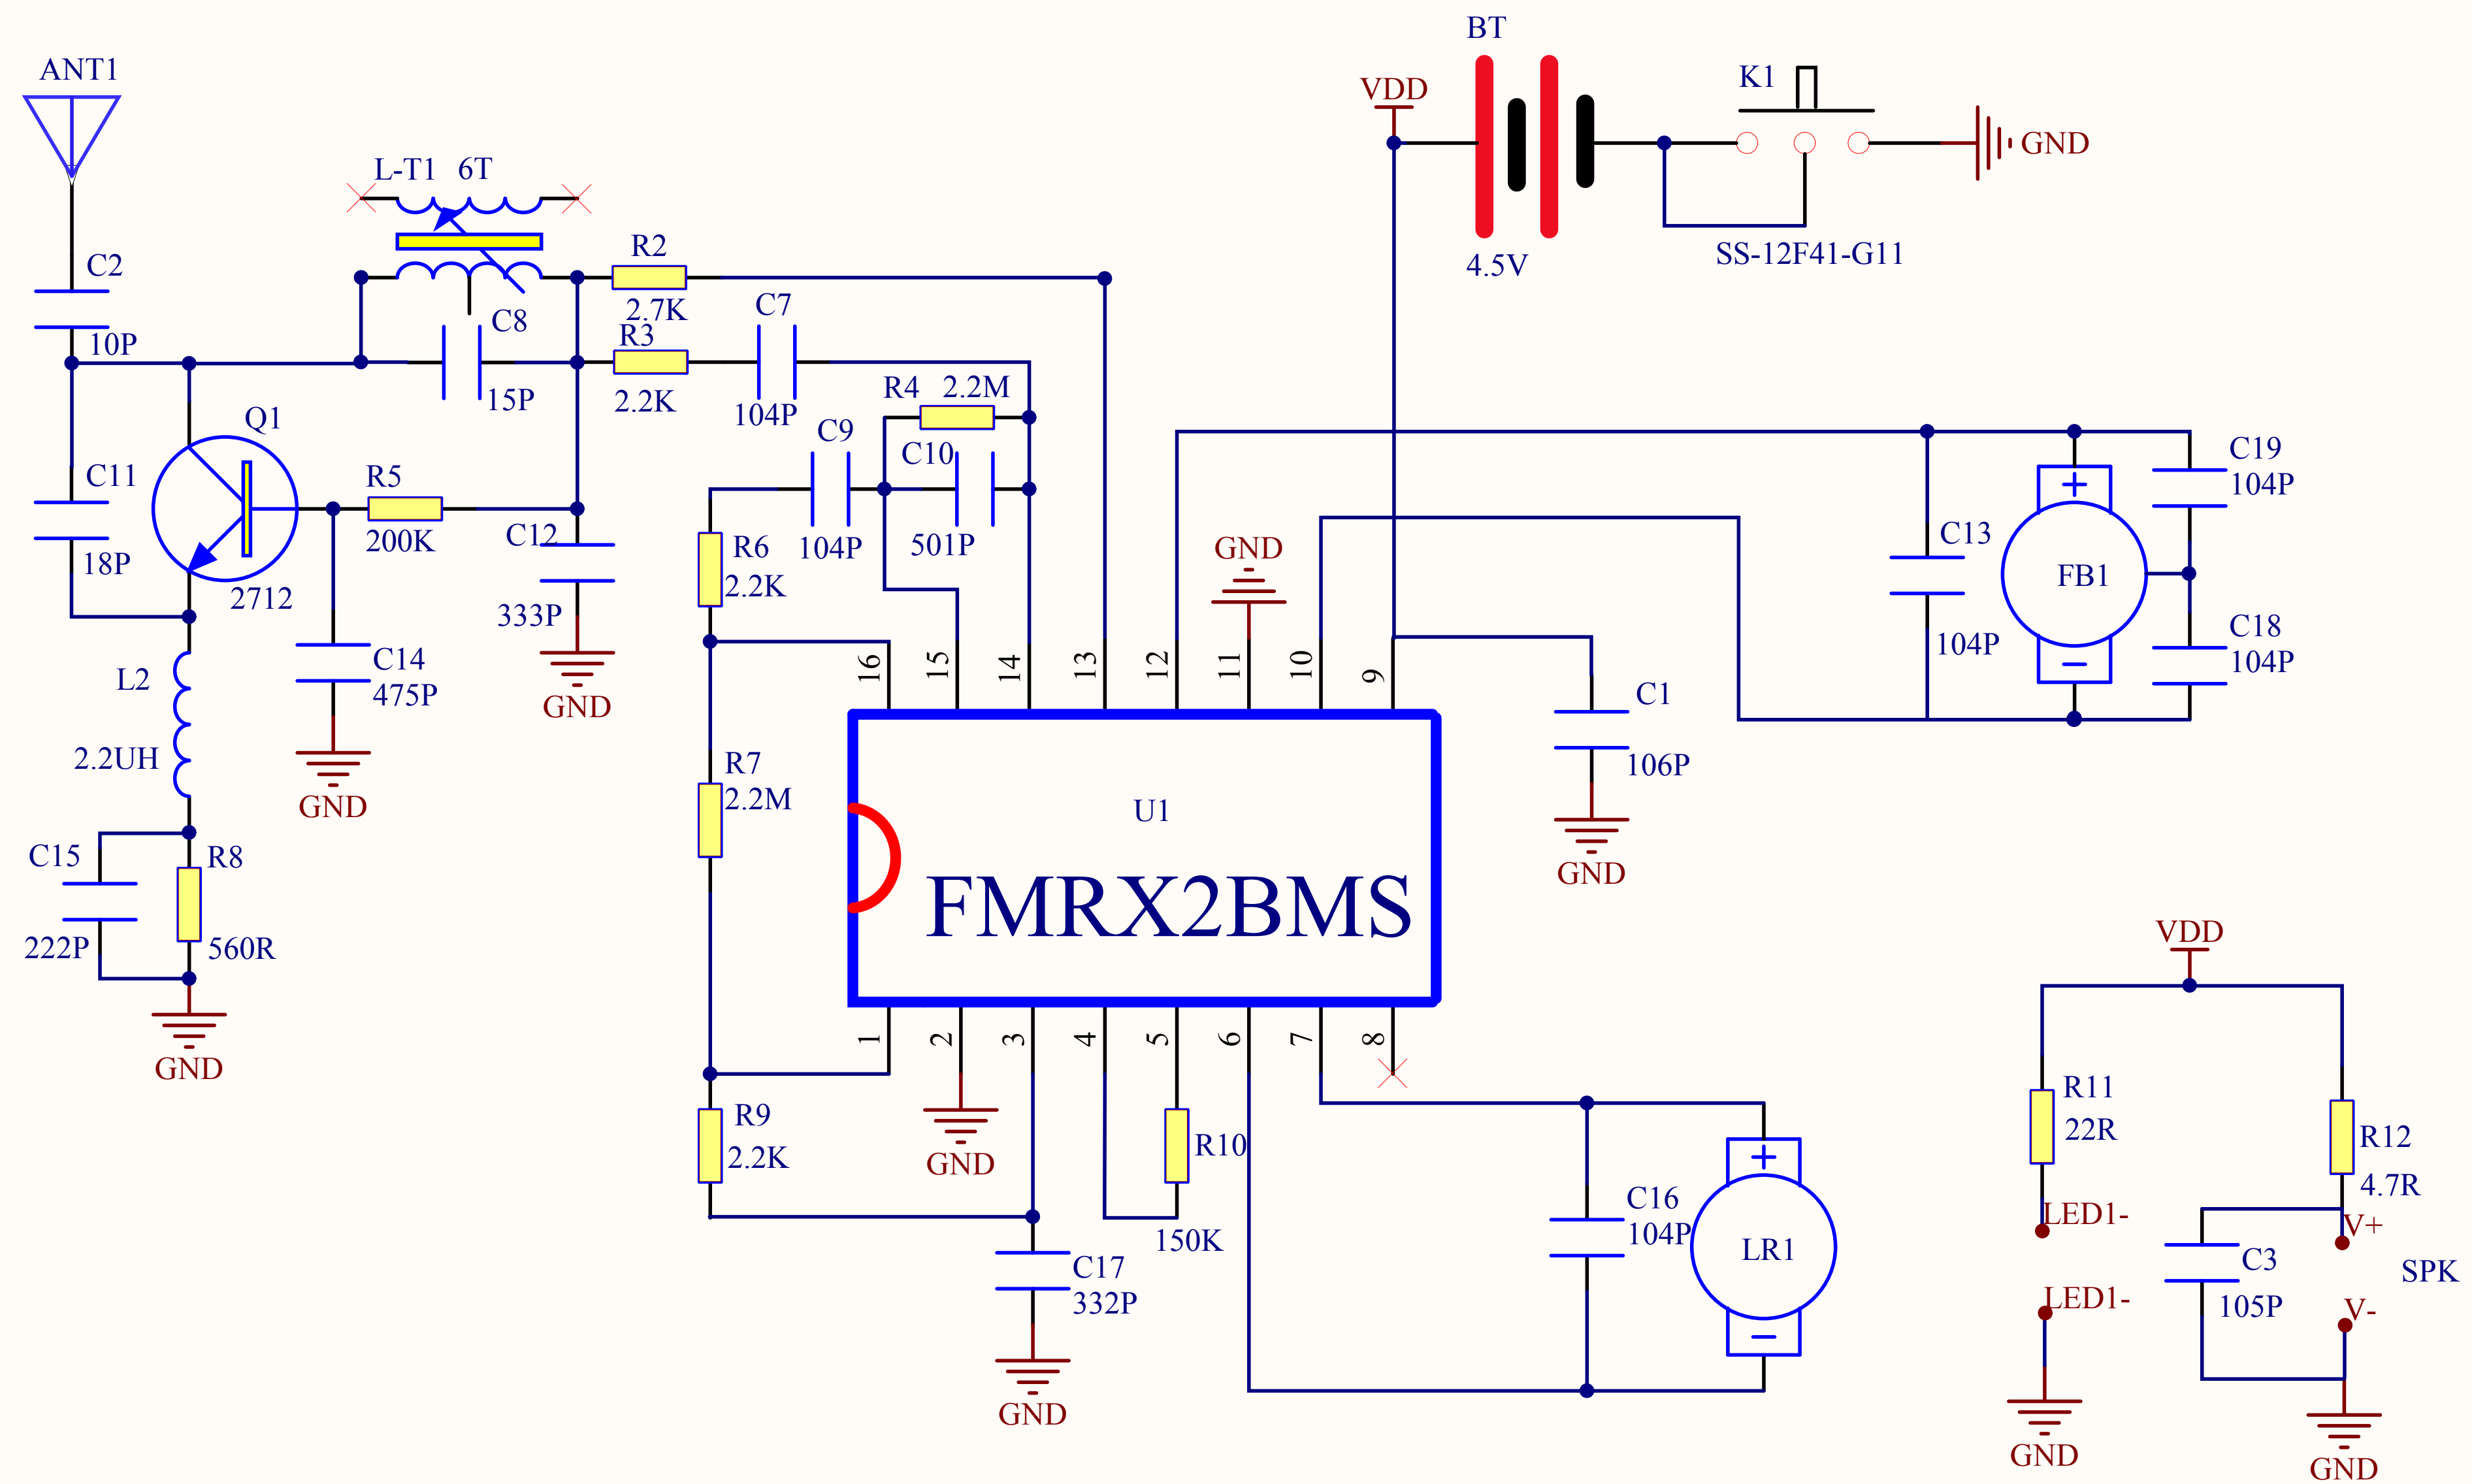 BT
ANT1
K1
VDD
GND
L-T1 6T
SS-12F41-G11
4.5V
C2
10P
R2
2.7K
C8
15P
R3
2.2K
C7
104P
R4 2.2M
C9
104P
C10
501P
Q1
2712
C11
18P
R5
200K
C12
333P
GND
R6
2.2K
GND
C19
104P
C13
104P
FB1
C18
104P
L2
2.2UH
C14
475P
GND
16
15
14
13
12
11
10
9
C1
106P
GND
R7
2.2M
U1
FMRX2BMS
C15
222P
R8
560R
GND
1
2
3
4
5
6
7
8
VDD
R9
2.2K
GND
R10
150K
R11
22R
R12
4.7R
C16
104P
LR1
LED1-
V+
C17
332P
GND
C3
105P
SPK
LED1-
V-
GND
GND